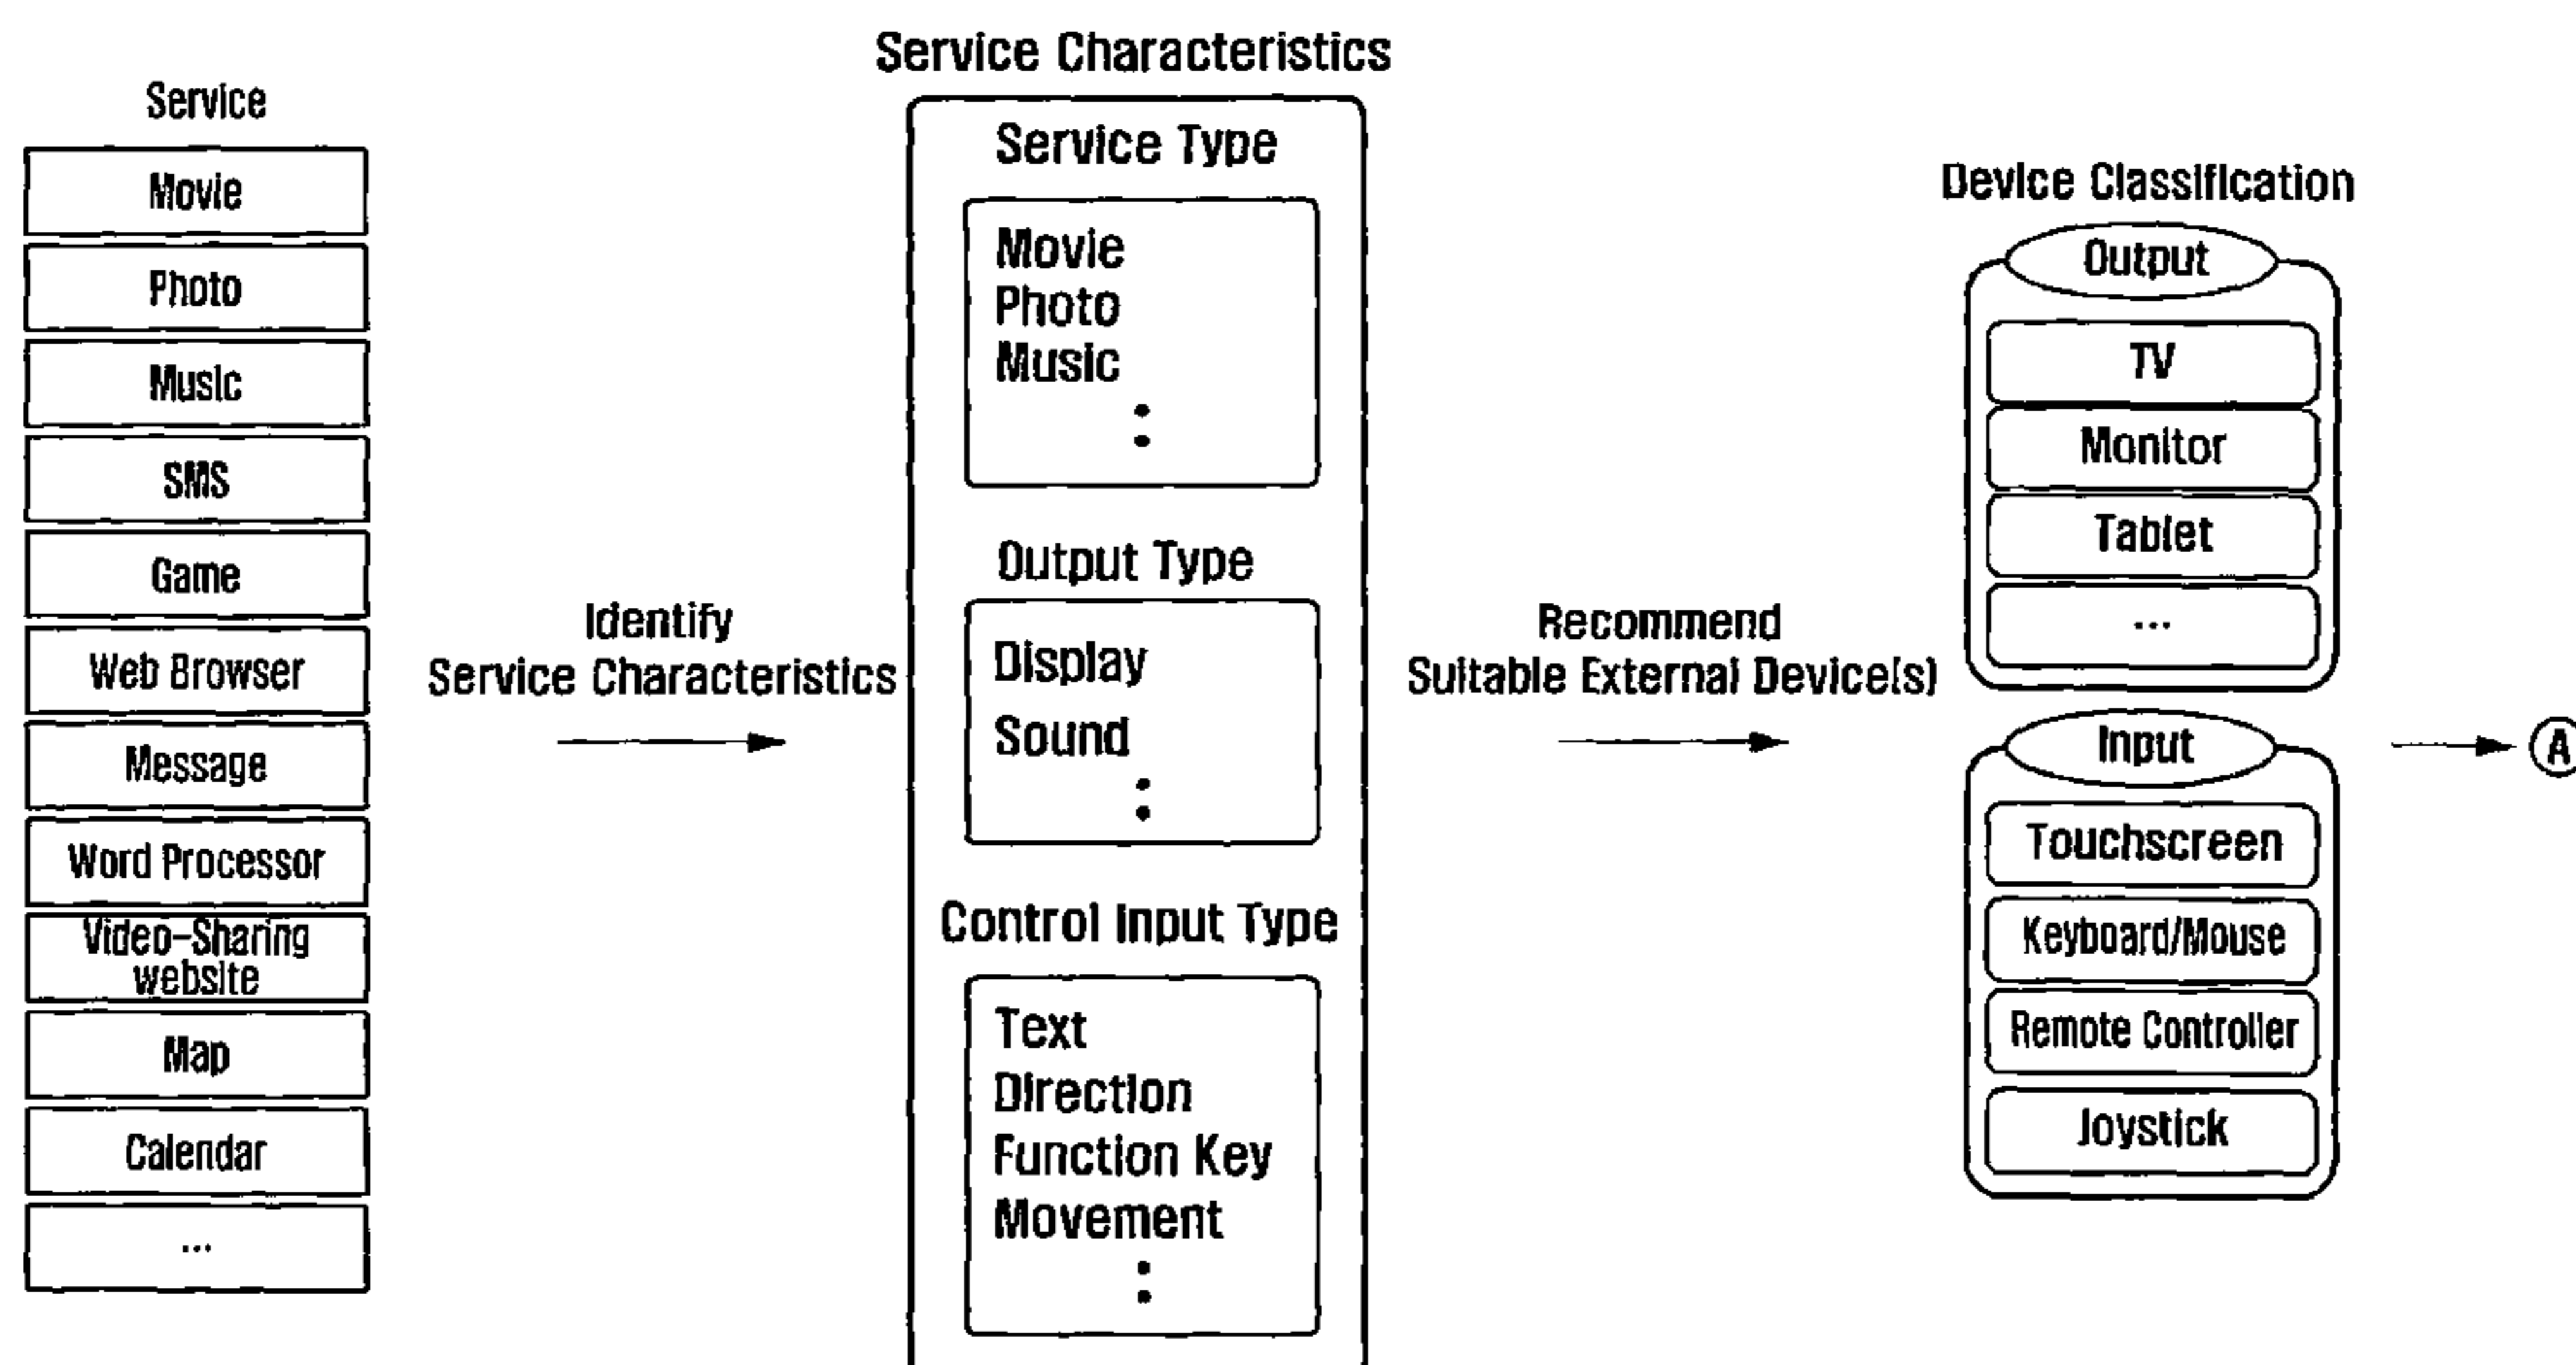 Service
Movie
Photo
Music
SMS
Game
Web Browser
Message
Word Processor
Video-Sharing
website
Map
Calendar
...
Identify
Service Characteristics
Service Characteristics
Service Type
Movie
Photo
Music
Output Type
Display
Sound
Control Input Type
Text
Direction
Function Key
Movement
Recommend
Suitable External Device(s)
Device Classification
Output
TV
Monitor
Tablet
...
Input
Touchscreen
Keyboard/Mouse
Remote Controller
Joystick
A